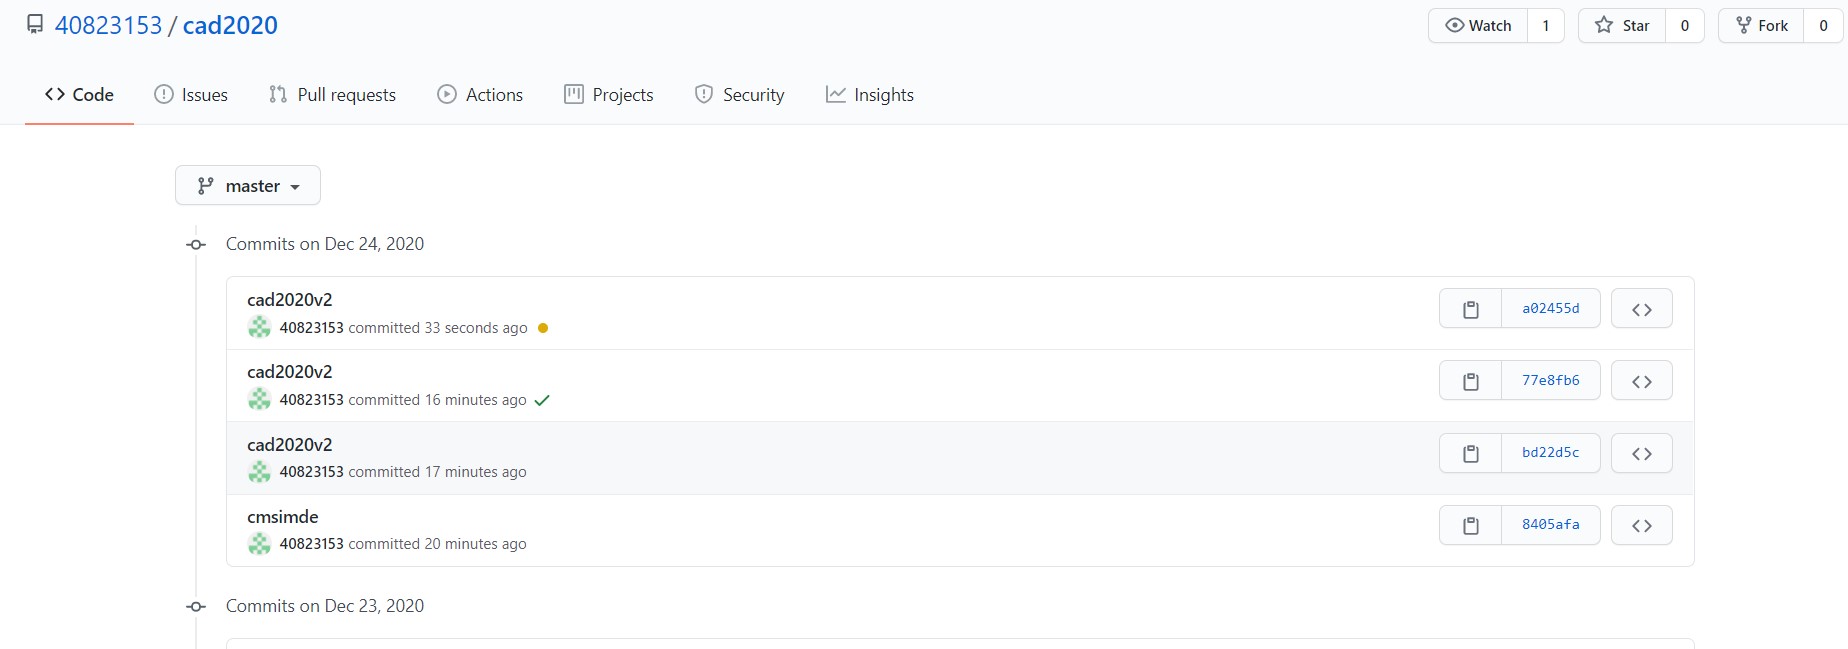 40823153 / cad2020
Watch 1 Star 0 Fork 0
Code Issues Pull requests Actions Projects Security Insights
master
Commits on Dec 24, 2020
cad2020v2
40823153 committed 33 seconds ago
a02455d
cad2020v2
40823153 committed 16 minutes ago
77e8fb6
cad2020v2
40823153 committed 17 minutes ago
bd22d5c
cmsimde
40823153 committed 20 minutes ago
8405afa
Commits on Dec 23, 2020